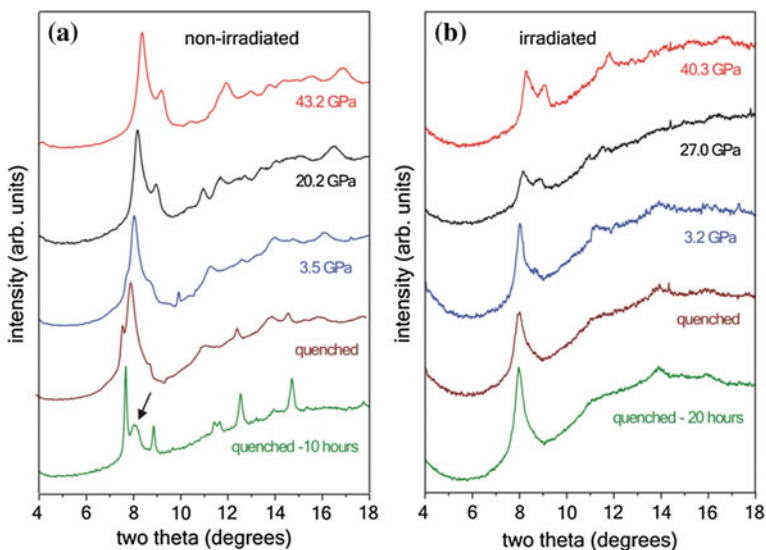 (a)
non-irradiated
43.2 GPa
20.2 GPa
3.5 GPa
quenched
quenched -10 hours
intensity (arb. units)
4 6 8 10 12 14 16 18
two theta (degrees)
(b)
irradiated
40.3 GPa
27.0 GPa
3.2 GPa
quenched
quenched - 20 hours
intensity (arb. units)
4 6 8 10 12 14 16 18
two theta (degrees)